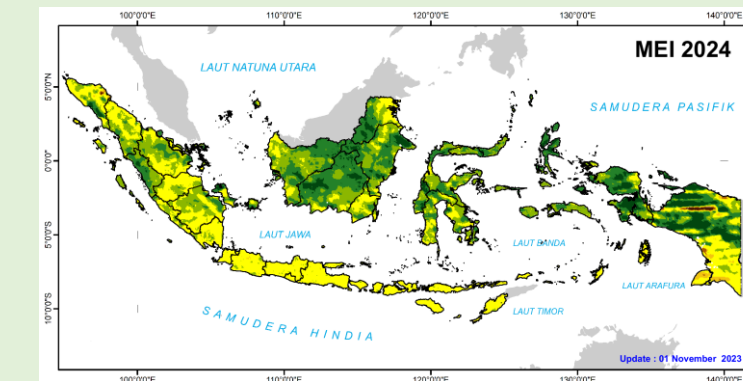 100°0'0"E 110°0'0"E 120°0'0"E 130°0'0"E 140°0'0"E
MEI 2024
LAUT NATUNA UTARA
5°0'0"N
SAMUDERA PASIFIK
0°0'0"
LAUT JAWA
LAUT BANDA
5°0'0"S
LAUT ARAFURA
SAMUDERA HINDIA
LAUT TIMOR
10°0'0"S
Update : 01 November 2023
100°0'0"E 110°0'0"E 120°0'0"E 130°0'0"E 140°0'0"E